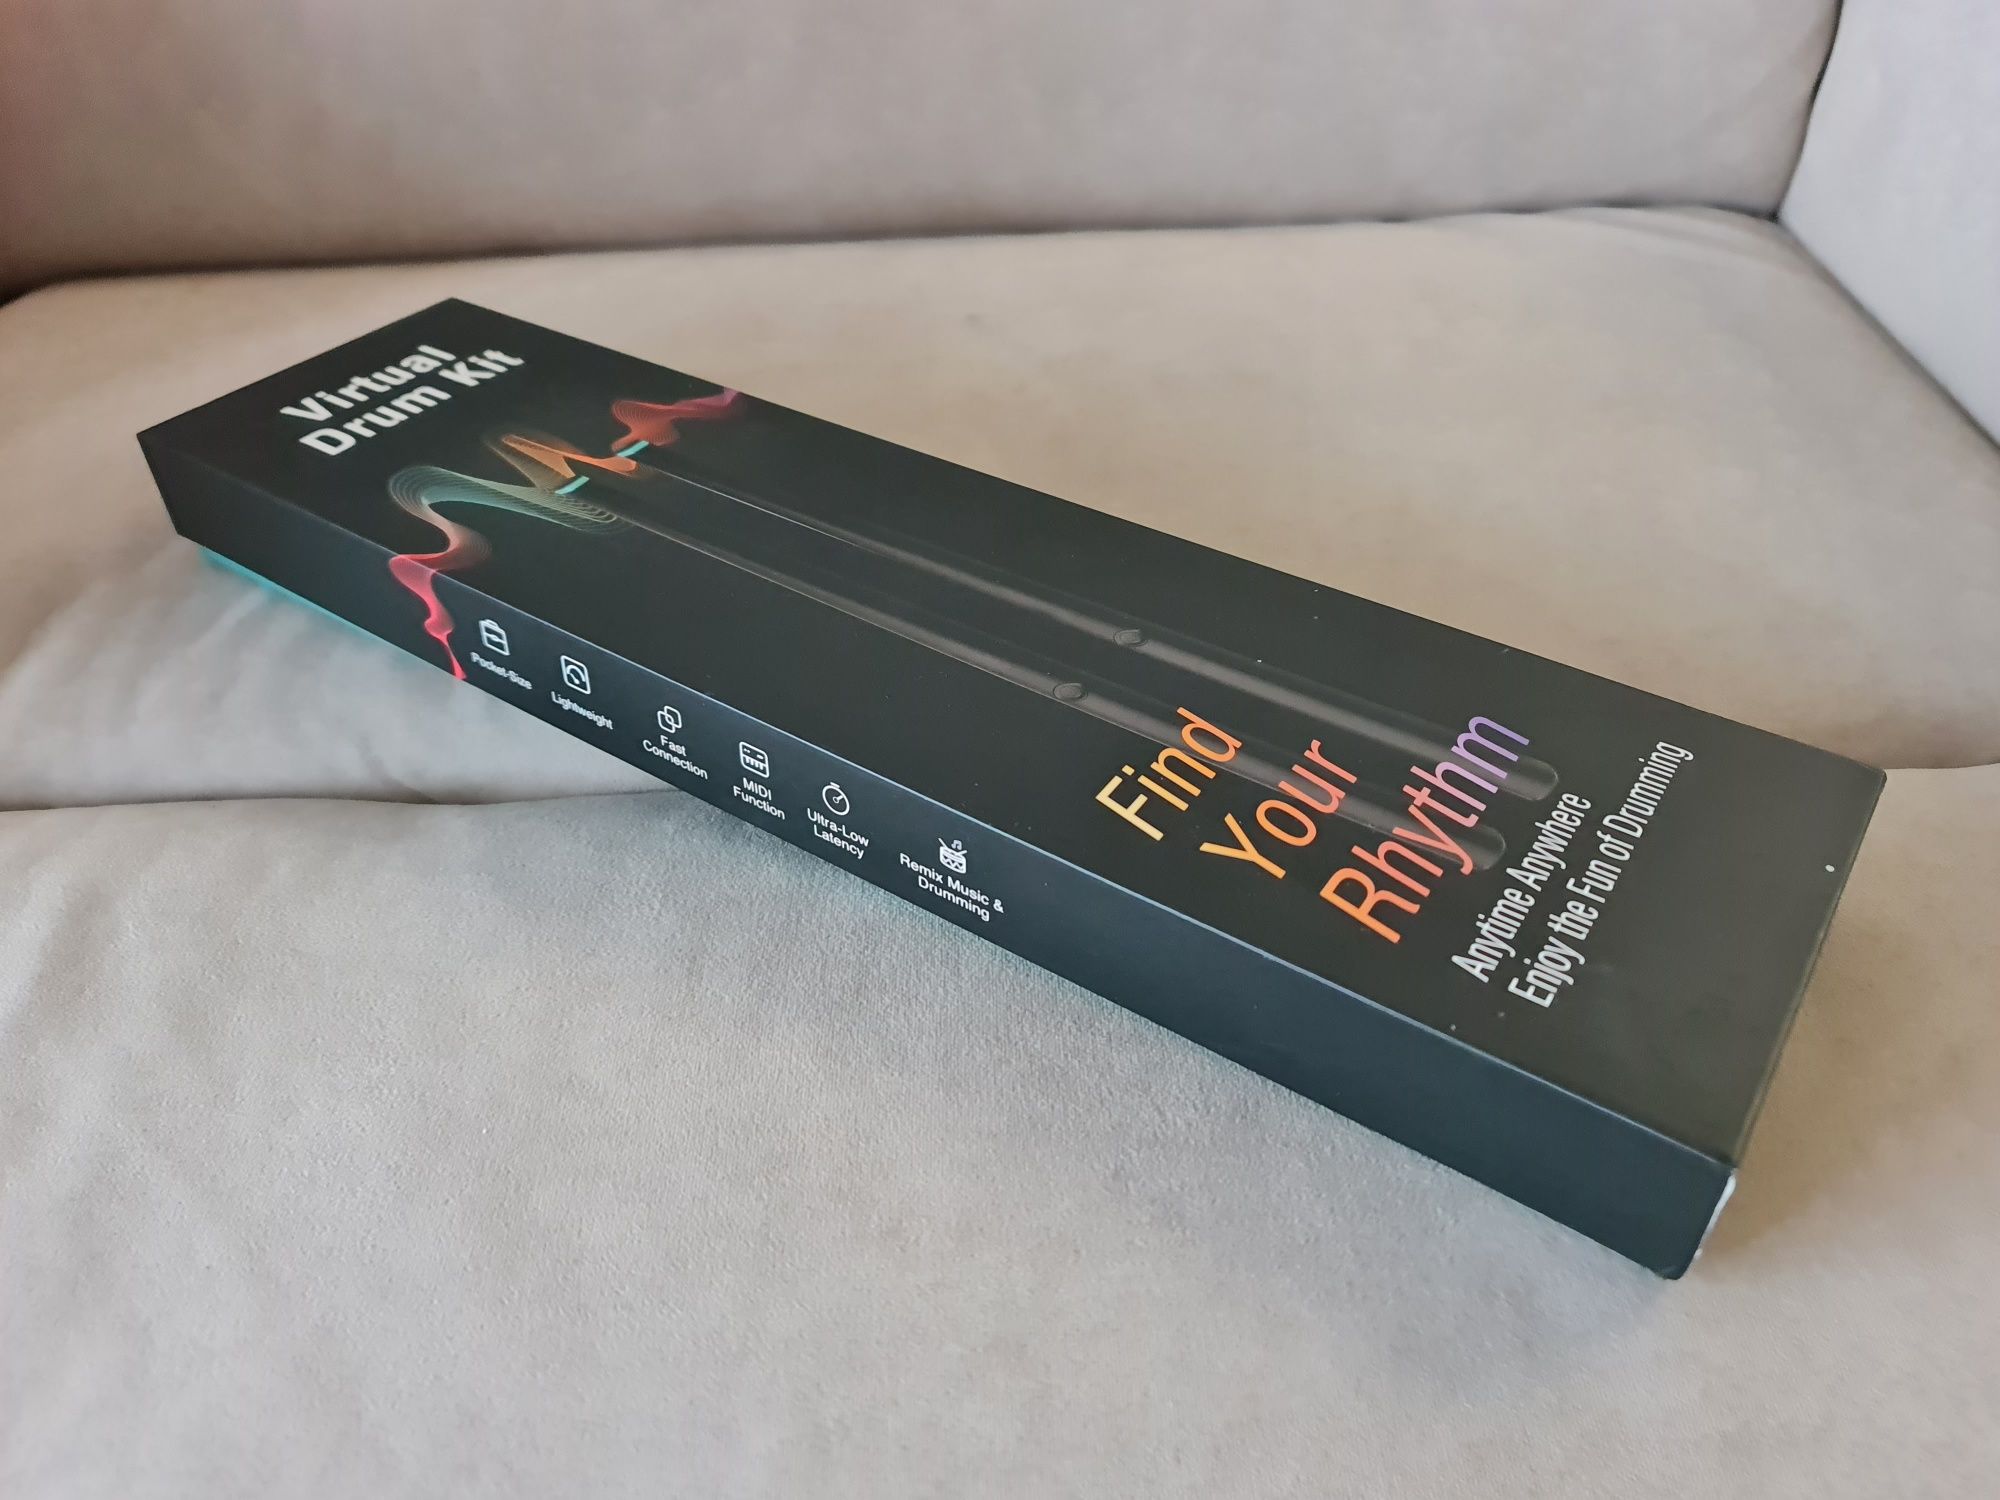 Virtual
Drum Kit
Find
Your
Rhythm
Anytime Anywhere
Enjoy the Fun of Drumming
Pocket-Size
Lightweight
Fast
Connection
MIDI
Function
Ultra-Low
Latency
Remix Music &
Drumming